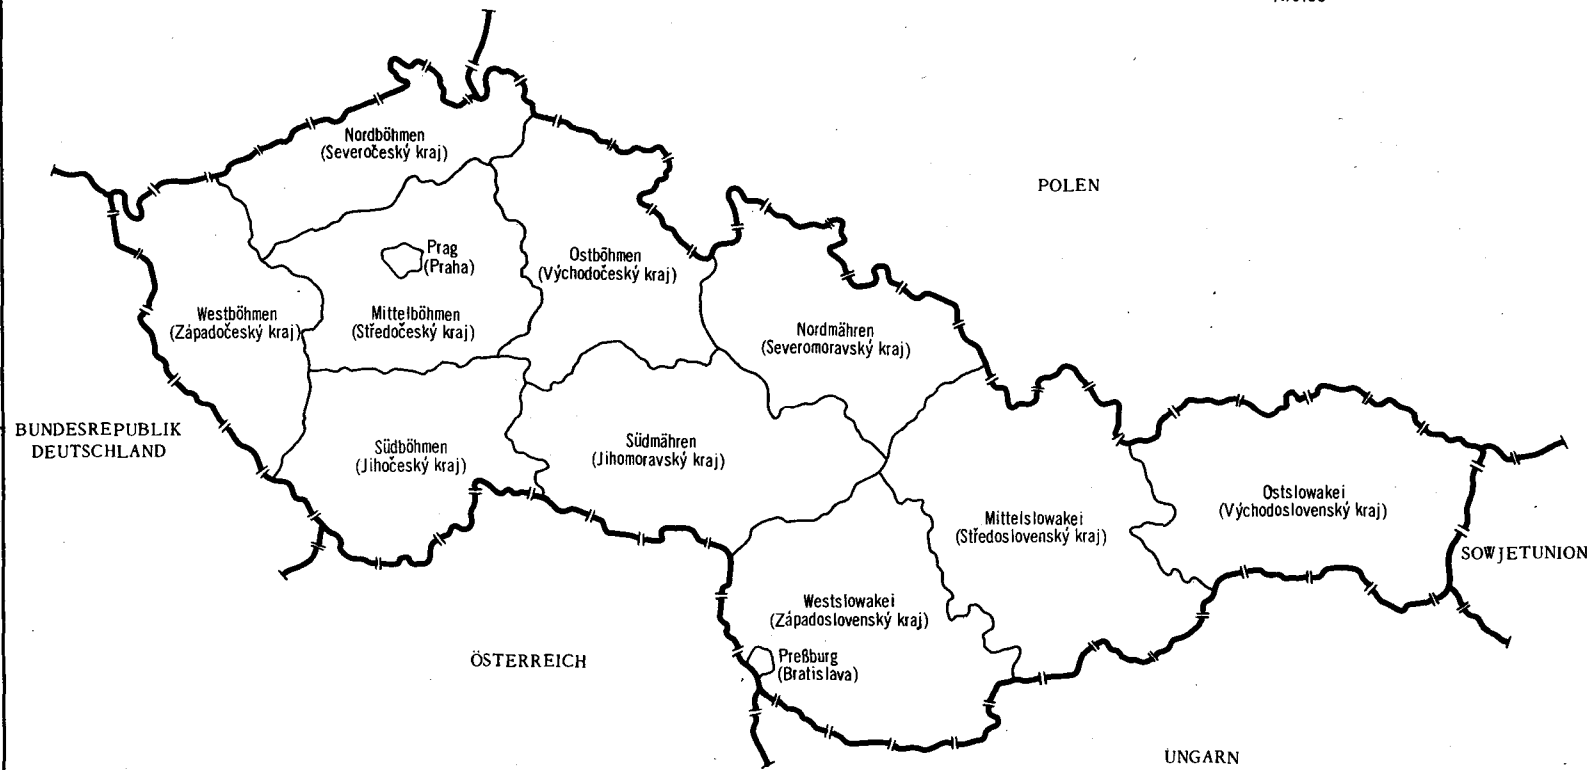 Nordböhmen
(Severočeský kraj)
POLEN
Prag
(Praha)
Ostböhmen
(Východočeský kraj)
Westböhmen
(Západočeský kraj)
Mittelböhmen
(Středočeský kraj)
Nordmähren
(Severomoravský kraj)
BUNDESREPUBLIK
DEUTSCHLAND
Südböhmen
(Jihočeský kraj)
Südmähren
(Jihomoravský kraj)
Mittelslowakei
(Středoslovenský kraj)
Ostslowakei
(Východoslovenský kraj)
SOWJETUNION
Westslowakei
(Západoslovenský kraj)
Preßburg
(Bratislava)
ÖSTERREICH
UNGARN